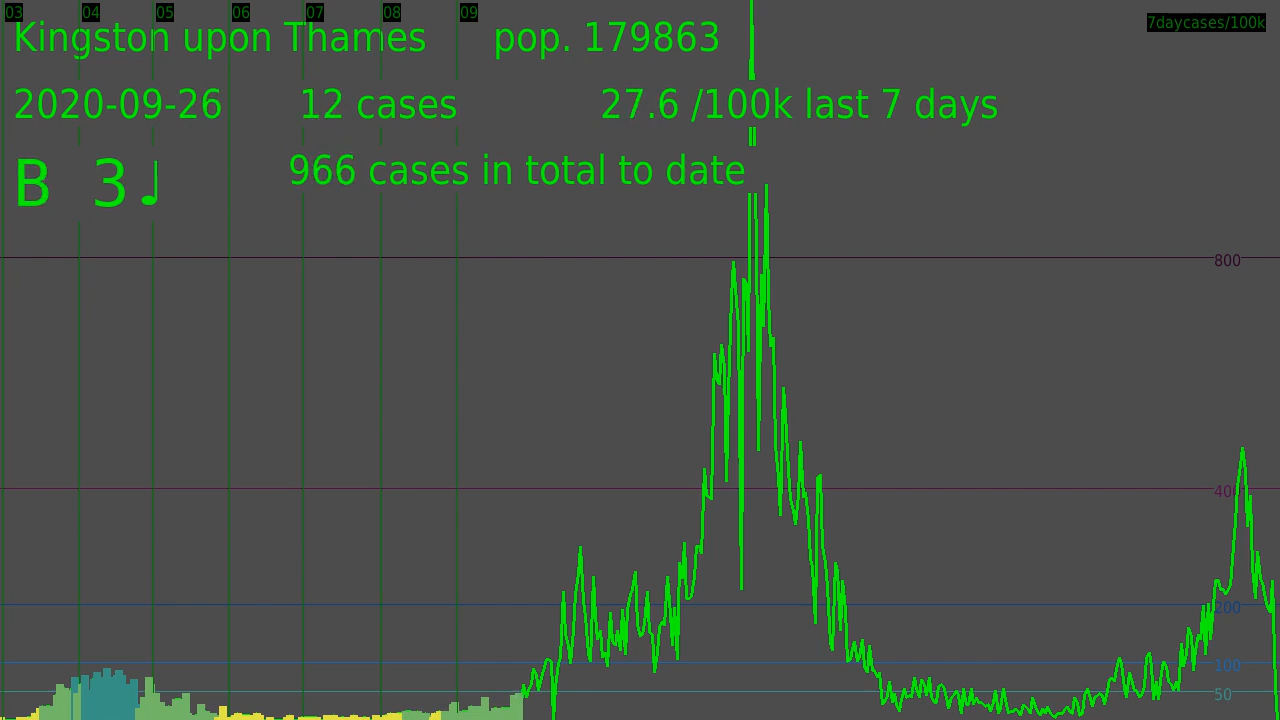 03 04 05 06 07 08 09
7daycases/100k
Kingston upon Thames pop. 179863
2020-09-26 12 cases 27.6 /100k last 7 days
B 3♩ 966 cases in total to date
800
40
200
100
50